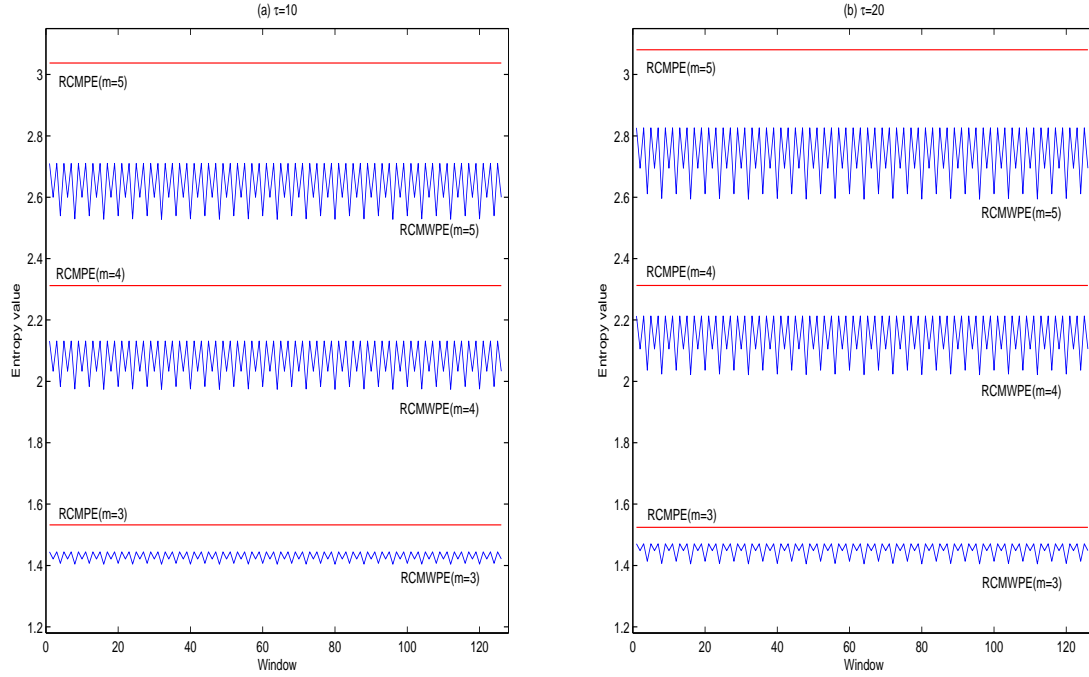 (a) τ=10
3
2.8
2.6
2.4
2.2
2
1.8
1.6
1.4
1.2
Entropy value
RCMPE(m=5)
RCMWPE(m=5)
RCMPE(m=4)
RCMWPE(m=4)
RCMPE(m=3)
RCMWPE(m=3)
0 20 40 60 80 100 120
Window
(b) τ=20
3
2.8
2.6
2.4
2.2
2
1.8
1.6
1.4
1.2
Entropy value
RCMPE(m=5)
RCMWPE(m=5)
RCMPE(m=4)
RCMWPE(m=4)
RCMPE(m=3)
RCMWPE(m=3)
0 20 40 60 80 100 120
Window